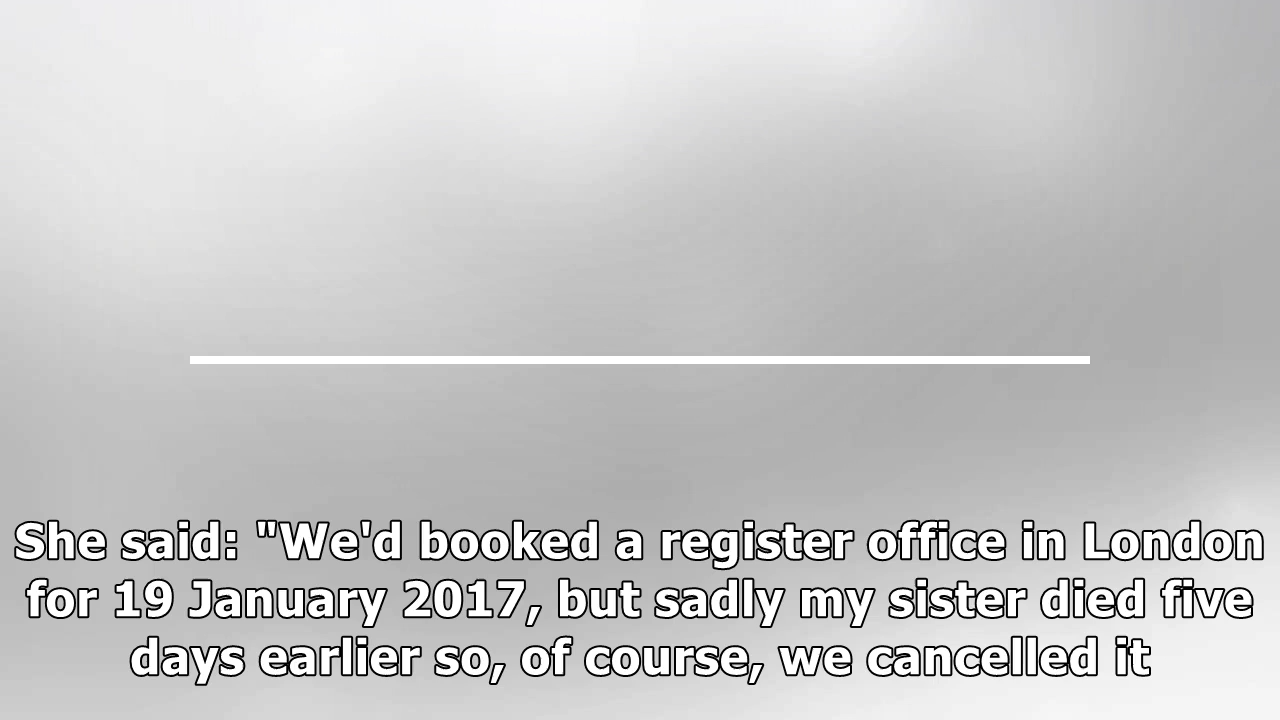 She said: "We'd booked a register office in London
for 19 January 2017, but sadly my sister died five
days earlier so, of course, we cancelled it